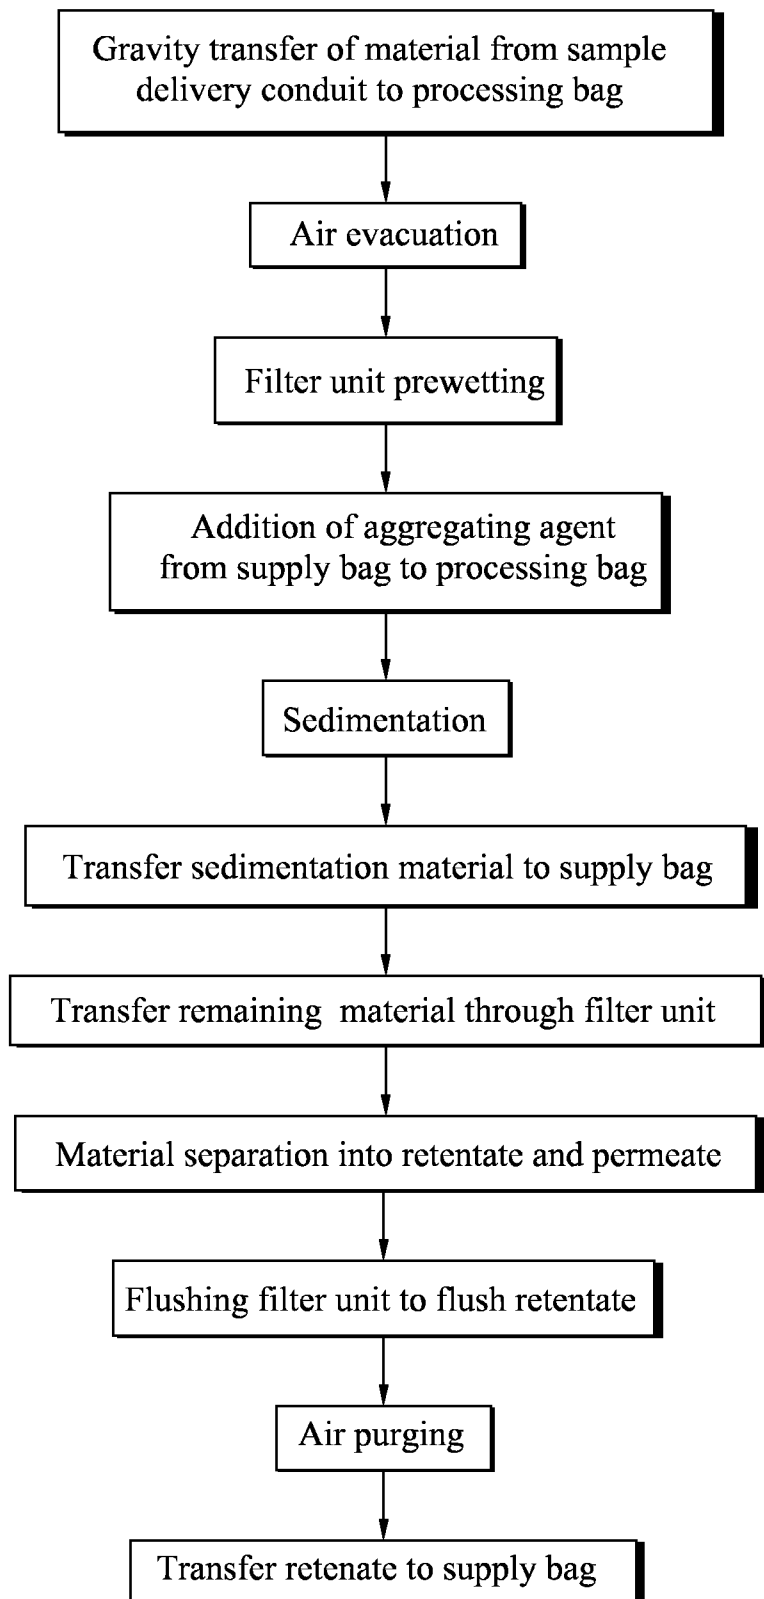 Gravity transfer of material from sample
delivery conduit to processing bag
Air evacuation
Filter unit prewetting
Addition of aggregating agent
from supply bag to processing bag
Sedimentation
Transfer sedimentation material to supply bag
Transfer remaining material through filter unit
Material separation into retentate and permeate
Flushing filter unit to flush retentate
Air purging
Transfer retenate to supply bag